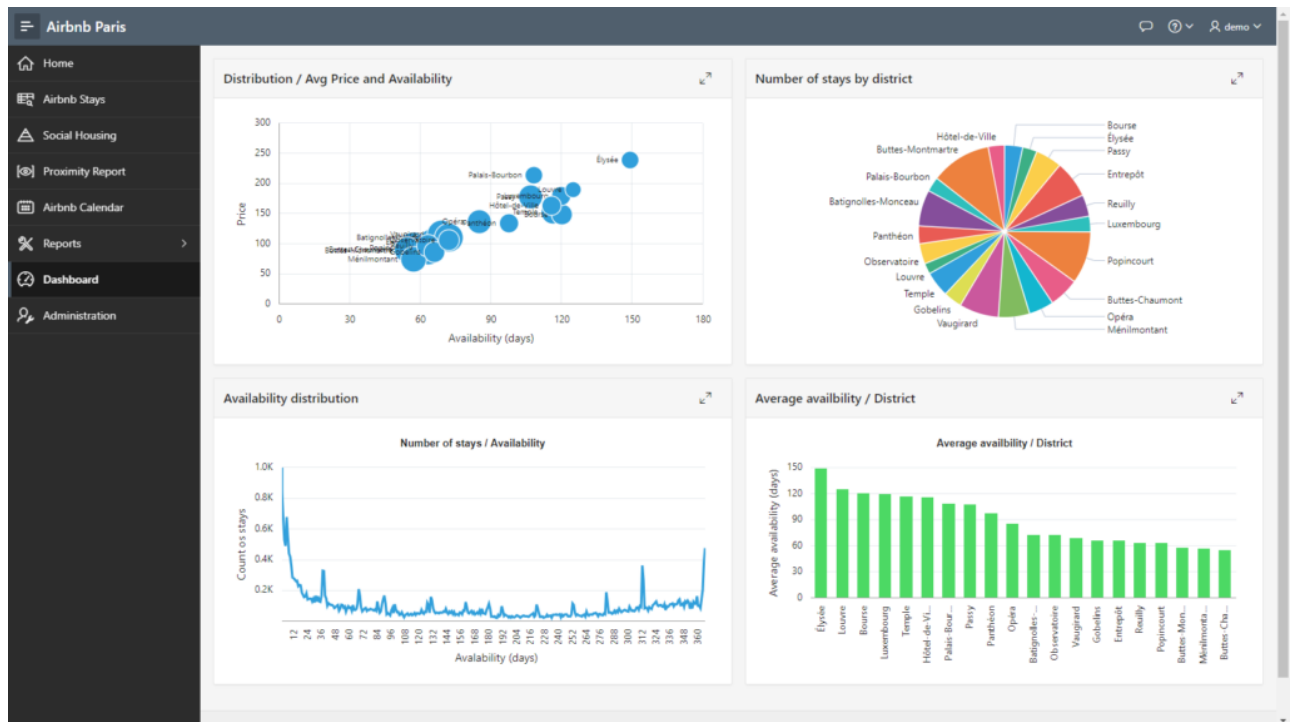 Airbnb Paris
demo
Home
Airbnb Stays
Social Housing
Proximity Report
Airbnb Calendar
Reports
Dashboard
Administration
Distribution / Avg Price and Availability
300
250
200
150
100
50
0
Price
Élysée
Palais-Bourbon
Louvre
Passy
Hôtel-de-Ville
Temple
Opéra
Panthéon
Ménilmontant
0 30 60 90 120 150 180
Availability (days)
Number of stays by district
Bourse
Élysée
Passy
Entrepôt
Reuilly
Luxembourg
Popincourt
Buttes-Chaumont
Opéra
Ménilmontant
Hôtel-de-Ville
Buttes-Montmartre
Palais-Bourbon
Batignolles-Monceau
Panthéon
Observatoire
Louvre
Temple
Gobelins
Vaugirard
Availability distribution
Number of stays / Availability
1.0K
0.8K
0.6K
0.4K
0.2K
Count os stays
12 24 36 48 60 72 84 96 108 120 132 144 156 168 180 192 204 216 228 240 252 264 276 288 300 312 324 336 348 360
Avalability (days)
Average availbility / District
Average availbility / District
150
120
90
60
30
0
Average availability (days)
Élysée
Louvre
Bourse
Luxembourg
Temple
Hôtel-de-Vi...
Palais-Bour...
Passy
Panthéon
Opéra
Batignolles-...
Observatoire
Vaugirard
Gobelins
Entrepôt
Reuilly
Popincourt
Buttes-Mon...
Ménilmonta...
Buttes-Cha...